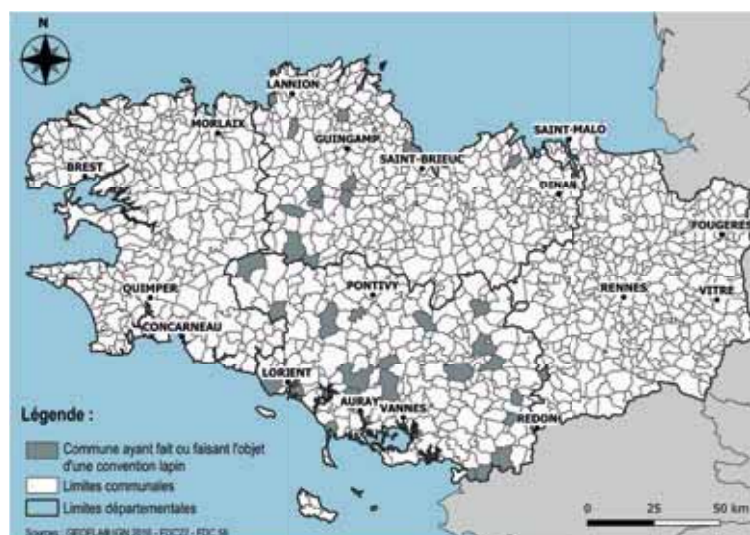 N
LANNION
MORLAIX
GUINGAMP
SAINT-MALO
SAINT-BRIEUC
BREST
DINAN
FOUGERES
QUIMPER
PONTIVY
RENNES
VITRE
CONCARNEAU
LORIENT
AURAY
VANNES
REDON
Légende :
Commune ayant fait ou faisant l'objet
d'une convention lapin
Limites communales
Limites départementales
0 25 50 km
Sources :